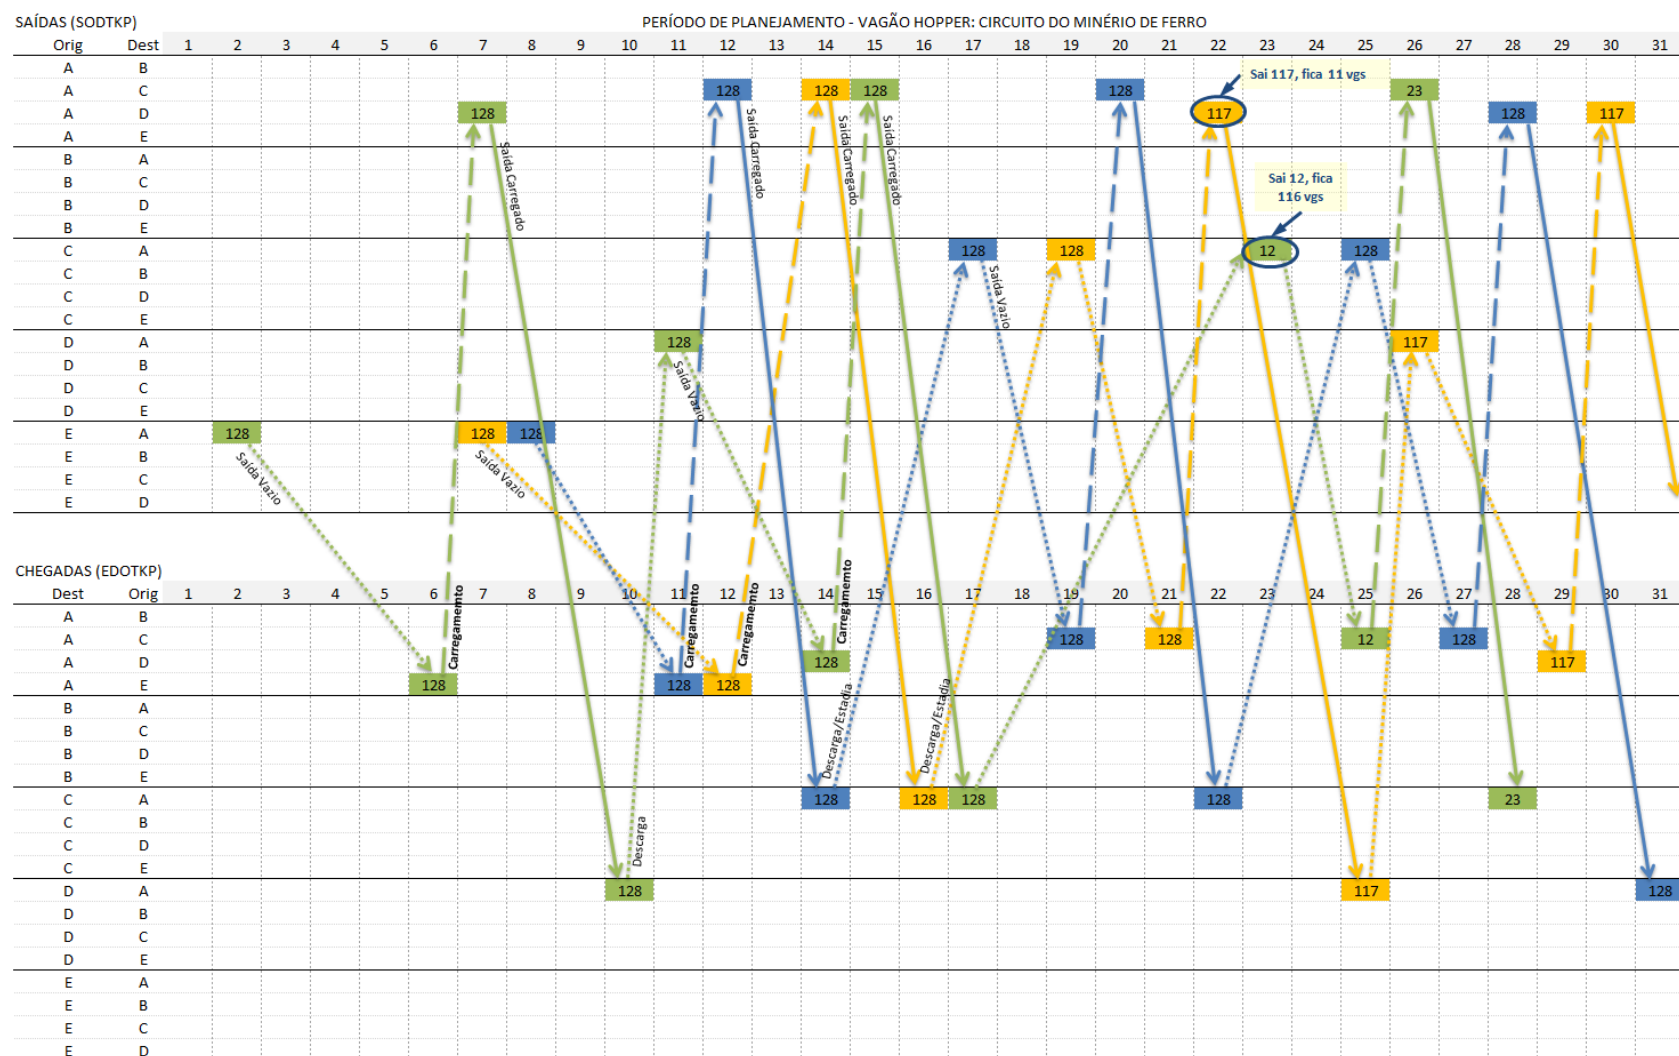 SAÍDAS (SODTKP) PERÍODO DE PLANEJAMENTO - VAGÃO HOPPER: CIRCUITO DO MINÉRIO DE FERRO
Orig Dest 1 2 3 4 5 6 7 8 9 10 11 12 13 14 15 16 17 18 19 20 21 22 23 24 25 26 27 28 29 30 31
A B
Sai 117, fica 11 vgs
A C 128 128 128 128 23
A D 128 117 128 117
A E
Saída Carregado
Saída Carregado
Saída Carregado
Saída Carregado
B A
B C
Sai 12, fica
116 vgs
B D
B E
C A 128 128 12 128
C B
Saída Vazio
C D
C E
D A 128 117
D B
Saída Vazio
D C
D E
E A 128 128 128
E B
Saída Vazio
Saída Vazio
E C
E D
CHEGADAS (EDOTKP)
Dest Orig 1 2 3 4 5 6 7 8 9 10 11 12 13 14 15 16 17 18 19 20 21 22 23 24 25 26 27 28 29 30 31
Carregamemto
Carregamemto
Carregamemto
Carregamemto
A B
A C 128 128 12 128
A D 128 117
A E 128 128 128
B A
B C
B D
B E
Descarga/Estadia
Descarga/Estadia
C A 128 128 128 128 23
C B
C D
C E
Descarga
D A 128 117 128
D B
D C
D E
E A
E B
E C
E D